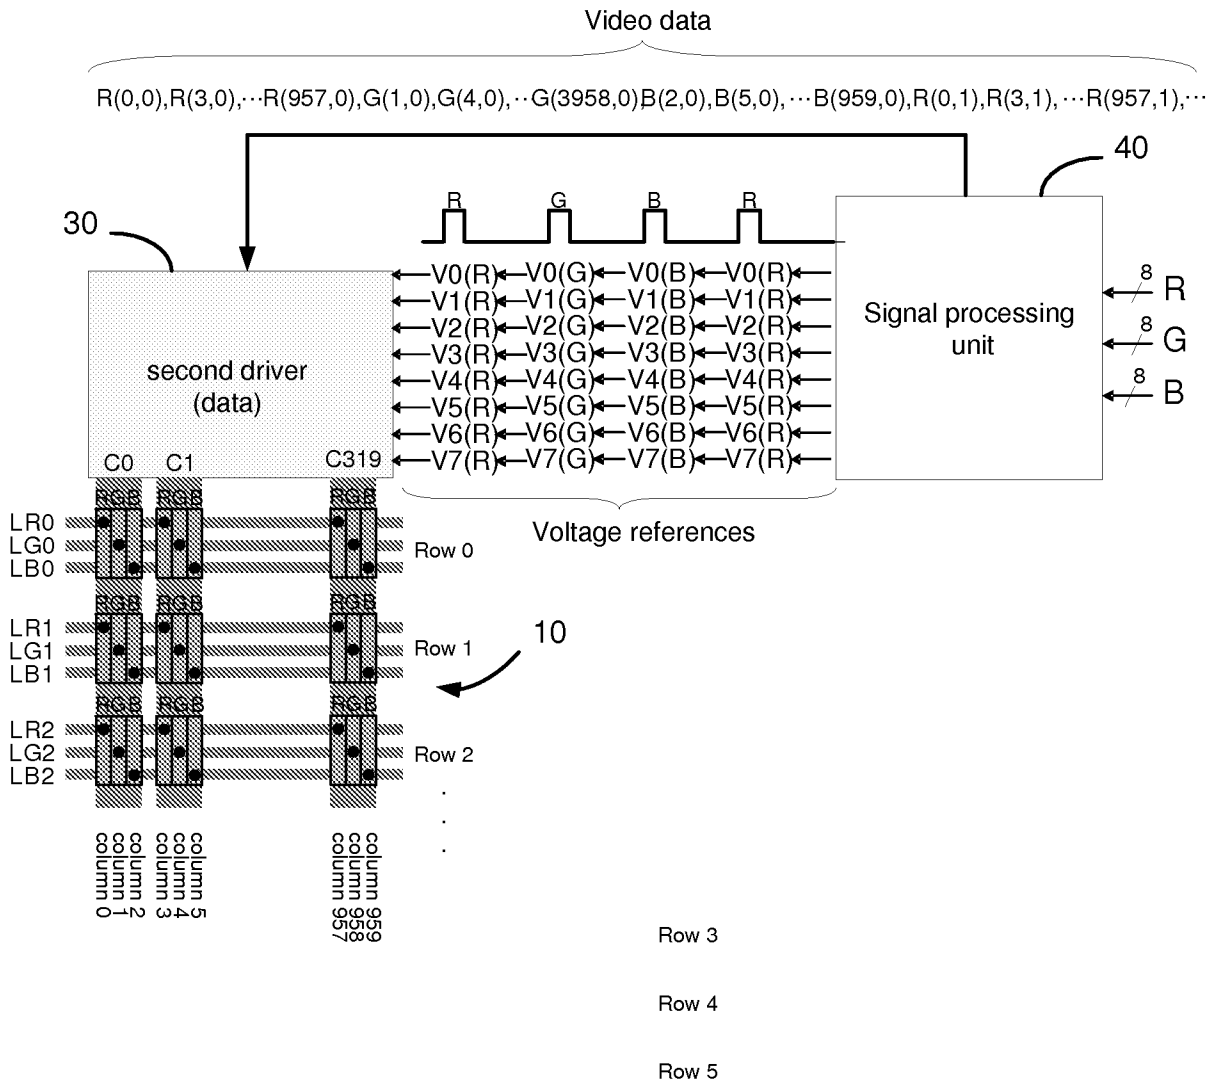 Video data
R(0,0),R(3,0),···R(957,0),G(1,0),G(4,0),··G(3958,0)B(2,0),B(5,0), ···B(959,0),R(0,1),R(3,1), ···R(957,1),···
40
30
R G B R
V0(R) V0(G) V0(B) V0(R)
V1(R) V1(G) V1(B) V1(R)
V2(R) V2(G) V2(B) V2(R)
V3(R) V3(G) V3(B) V3(R)
V4(R) V4(G) V4(B) V4(R)
V5(R) V5(G) V5(B) V5(R)
V6(R) V6(G) V6(B) V6(R)
V7(R) V7(G) V7(B) V7(R)
Signal processing
unit
8 R
8 G
8 B
second driver
(data)
C0 C1 C319
Voltage references
RGB RGB RGB
LR0
LG0
LB0
Row 0
RGB RGB RGB
LR1
LG1
LB1
Row 1
10
RGB RGB RGB
LR2
LG2
LB2
Row 2
column 0
column 1
column 2
column 3
column 4
column 5
column 957
column 958
column 959
Row 3
Row 4
Row 5